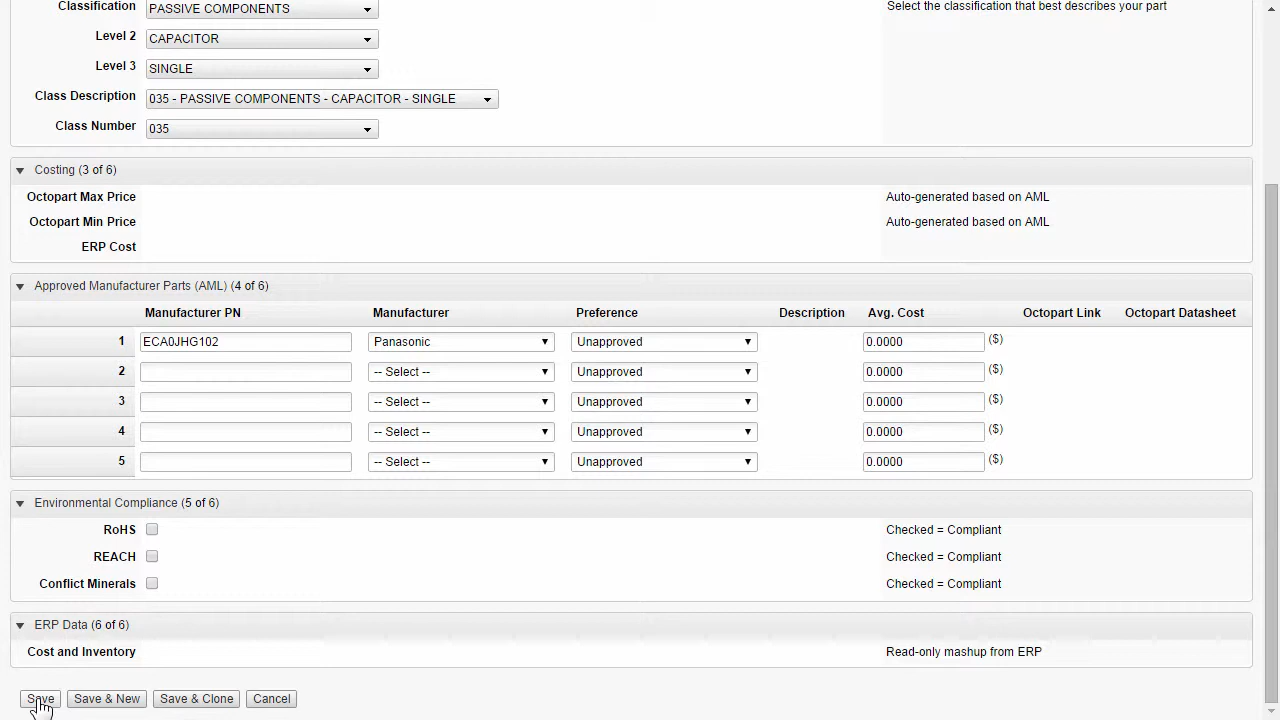 Classification PASSIVE COMPONENTS Select the classification that best describes your part
Level 2 CAPACITOR
Level 3 SINGLE
Class Description 035 - PASSIVE COMPONENTS - CAPACITOR - SINGLE
Class Number 035
Costing (3 of 6)
Octopart Max Price Auto-generated based on AML
Octopart Min Price Auto-generated based on AML
ERP Cost
Approved Manufacturer Parts (AML) (4 of 6)
Manufacturer PN Manufacturer Preference Description Avg. Cost Octopart Link Octopart Datasheet
1 ECA0JHG102 Panasonic Unapproved 0.0000 ($)
2 -- Select -- Unapproved 0.0000 ($)
3 -- Select -- Unapproved 0.0000 ($)
4 -- Select -- Unapproved 0.0000 ($)
5 -- Select -- Unapproved 0.0000 ($)
Environmental Compliance (5 of 6)
RoHS Checked = Compliant
REACH Checked = Compliant
Conflict Minerals Checked = Compliant
ERP Data (6 of 6)
Cost and Inventory Read-only mashup from ERP
Save Save & New Save & Clone Cancel